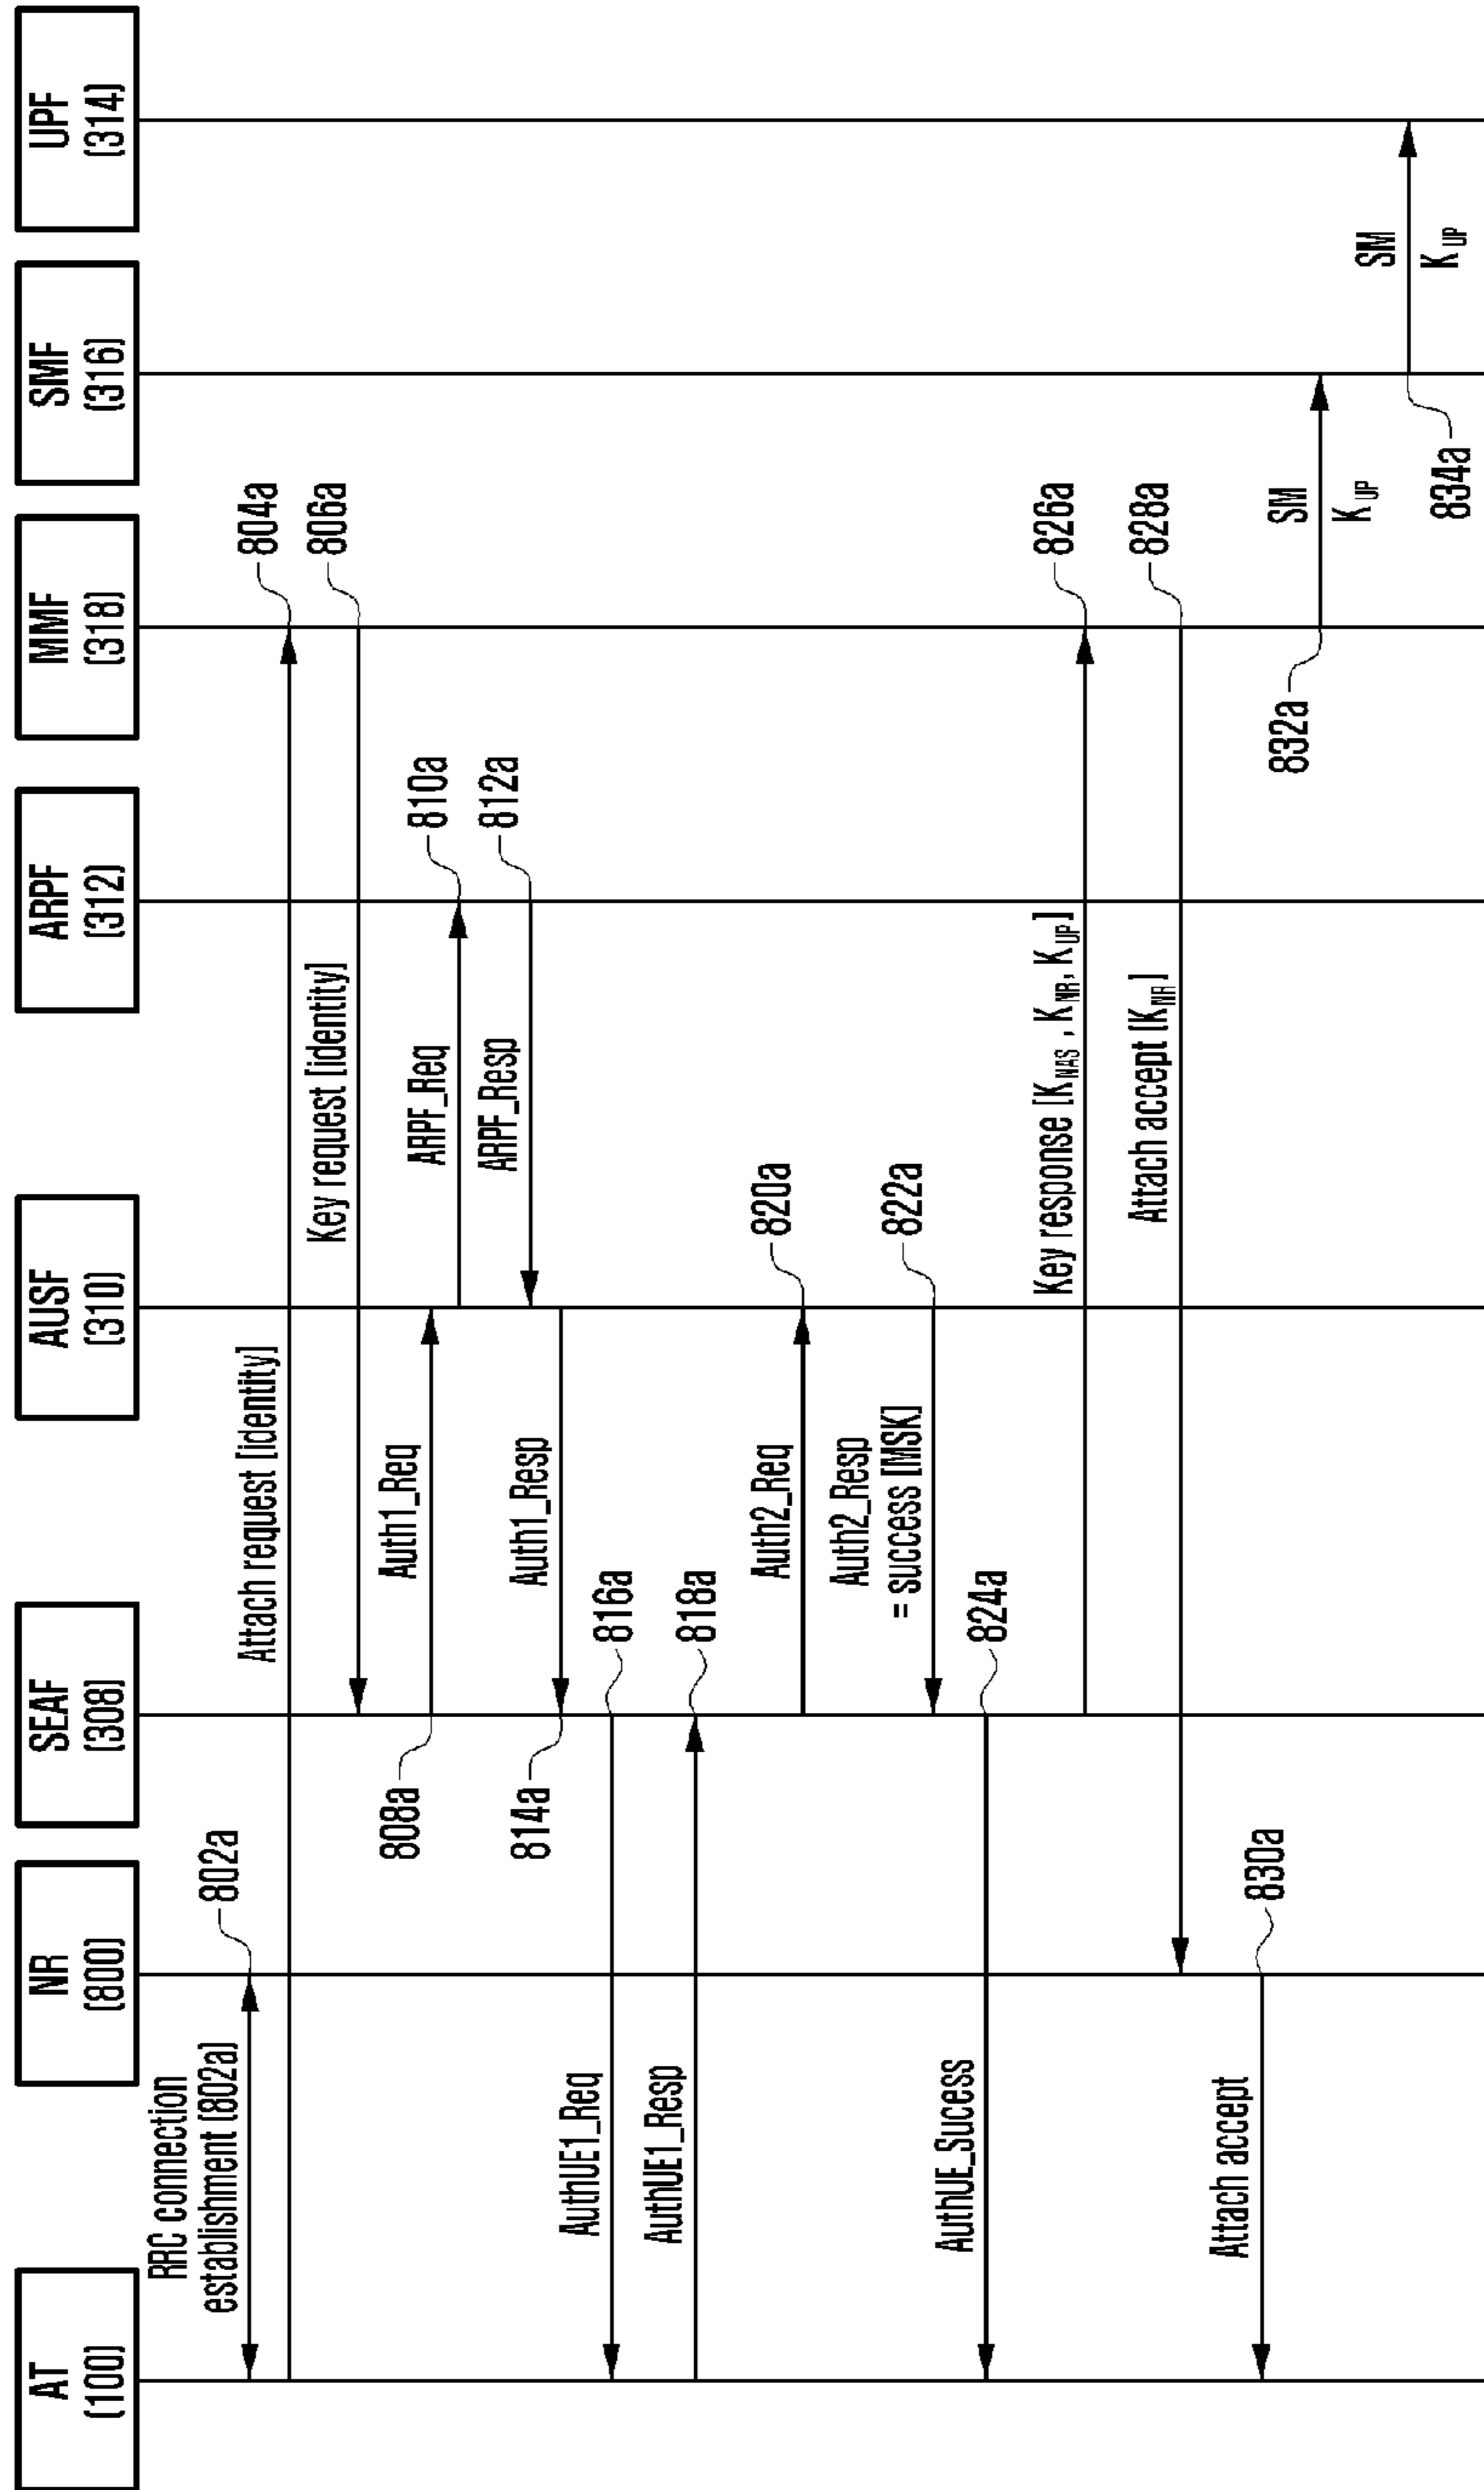 AT
(100)
NR
(800)
SEAF
(308)
AUSF
(310)
ARPF
(312)
MMF
(318)
SMF
(316)
UPF
(314)
RRC connection
establishment (802a)
802a
Attach request [identity]
804a
Key request [identity]
806a
808a
Auth1_Req
ARPF_Req
810a
ARPF_Resp
812a
814a
Auth1_Resp
AuthUE1_Req
816a
AuthUE1_Resp
818a
Auth2_Req
820a
Auth2_Resp
= success [MSK]
822a
AuthUE_Sucess
824a
Key response [K_NAS, K_NR, K_UP]
826a
Attach accept [K_NR]
828a
Attach accept
830a
832a
SM
K_UP
834a
SM
K_UP